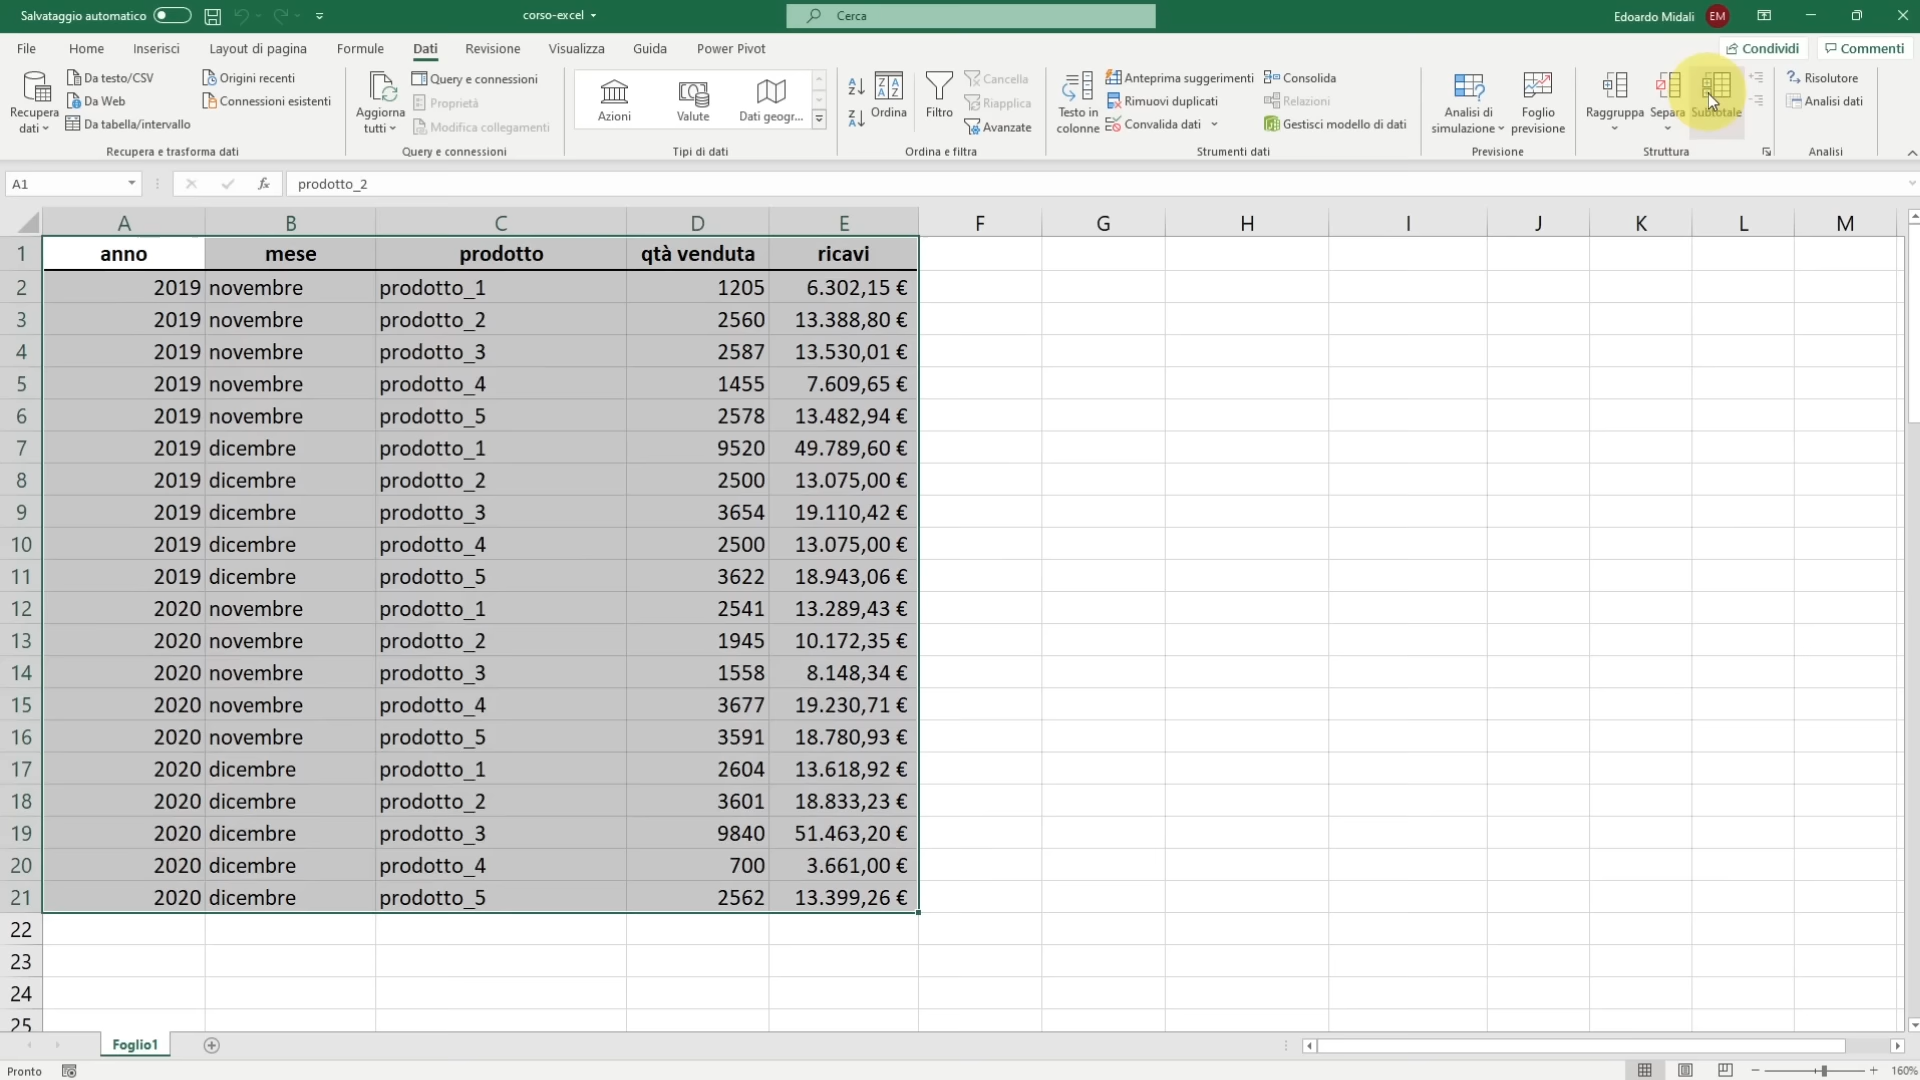 Salvataggio automatico
corso-excel
Cerca
Edoardo Midali EM
File Home Inserisci Layout di pagina Formule Dati Revisione Visualizza Guida Power Pivot Condividi Commenti
Recupera dati
Da testo/CSV
Da Web
Da tabella/intervallo
Origini recenti
Connessioni esistenti
Recupera e trasforma dati
Aggiorna tutti
Query e connessioni
Proprietà
Modifica collegamenti
Query e connessioni
Azioni Valute Dati geogr...
Tipi di dati
Ordina Filtro
Cancella
Riapplica
Avanzate
Ordina e filtra
Testo in colonne
Anteprima suggerimenti
Rimuovi duplicati
Convalida dati
Consolida
Relazioni
Gestisci modello di dati
Strumenti dati
Analisi di simulazione
Foglio previsione
Previsione
Raggruppa Separa Subtotale
Struttura
Risolutore
Analisi dati
Analisi
A1 fx prodotto_2
A B C D E F G H I J K L M
1 anno mese prodotto qtà venduta ricavi
2 2019 novembre prodotto_1 1205 6.302,15 €
3 2019 novembre prodotto_2 2560 13.388,80 €
4 2019 novembre prodotto_3 2587 13.530,01 €
5 2019 novembre prodotto_4 1455 7.609,65 €
6 2019 novembre prodotto_5 2578 13.482,94 €
7 2019 dicembre prodotto_1 9520 49.789,60 €
8 2019 dicembre prodotto_2 2500 13.075,00 €
9 2019 dicembre prodotto_3 3654 19.110,42 €
10 2019 dicembre prodotto_4 2500 13.075,00 €
11 2019 dicembre prodotto_5 3622 18.943,06 €
12 2020 novembre prodotto_1 2541 13.289,43 €
13 2020 novembre prodotto_2 1945 10.172,35 €
14 2020 novembre prodotto_3 1558 8.148,34 €
15 2020 novembre prodotto_4 3677 19.230,71 €
16 2020 novembre prodotto_5 3591 18.780,93 €
17 2020 dicembre prodotto_1 2604 13.618,92 €
18 2020 dicembre prodotto_2 3601 18.833,23 €
19 2020 dicembre prodotto_3 9840 51.463,20 €
20 2020 dicembre prodotto_4 700 3.661,00 €
21 2020 dicembre prodotto_5 2562 13.399,26 €
22
23
24
25
Foglio1
Pronto
160%